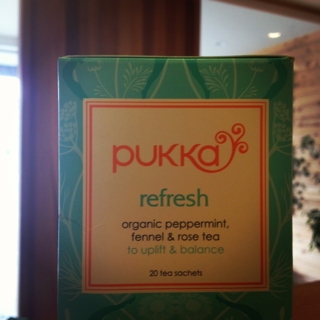 pukka
refresh
organic peppermint,
fennel & rose tea
to uplift & balance
20 tea sachets